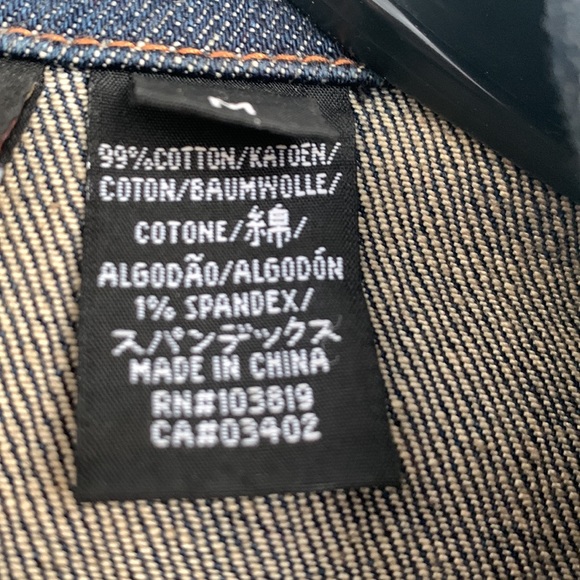 M
99%COTTON/KATOEN/
COTON/BAUMWOLLE/
COTONE/綿/
ALGODÃO/ALGODÓN
1% SPANDEX/
スパンデックス
MADE IN CHINA
RN#103819
CA#03402